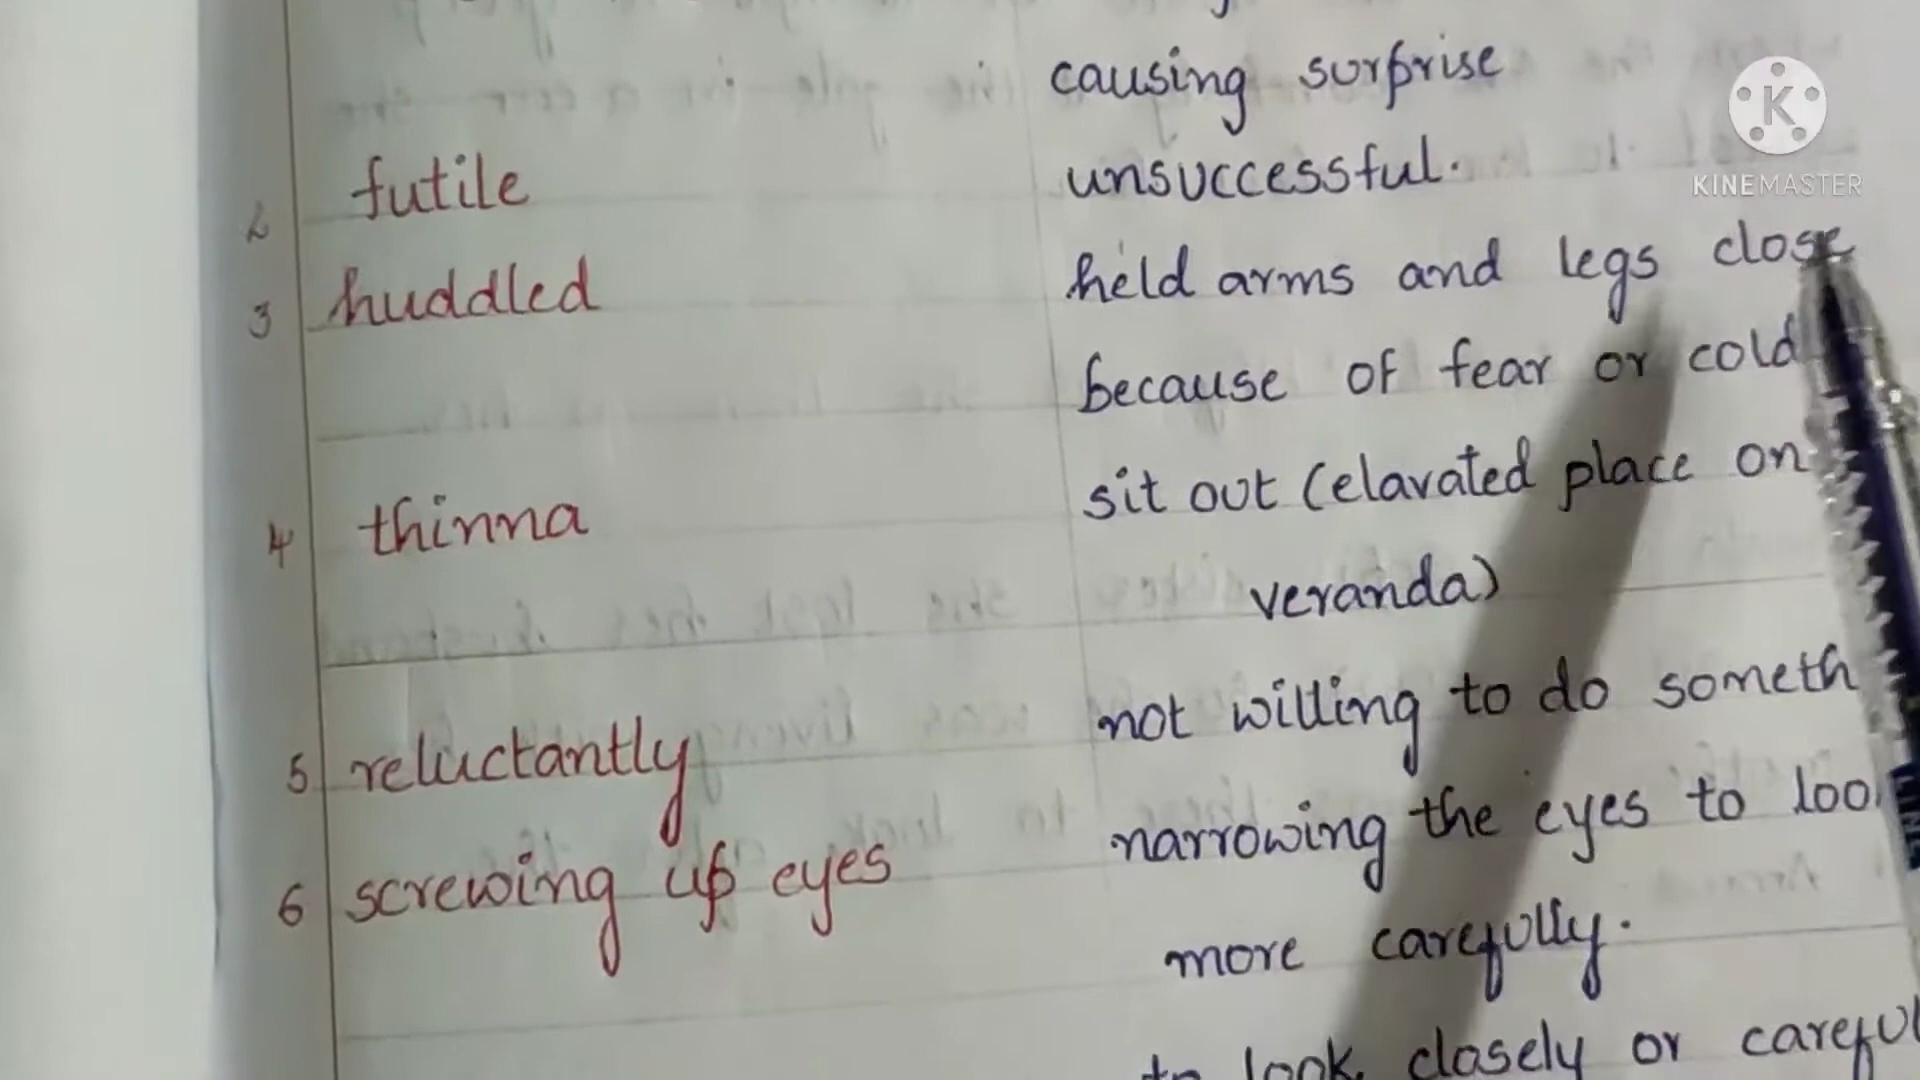 causing surprise
K
KINEMASTER
2 futile unsuccessful.
3 huddled held arms and legs close
because of fear or cold
4 thinna sit out (elavated place on
veranda)
5 reluctantly not willing to do someth
6 screwing up eyes narrowing the eyes to loo
more carefully.
to look closely or careful